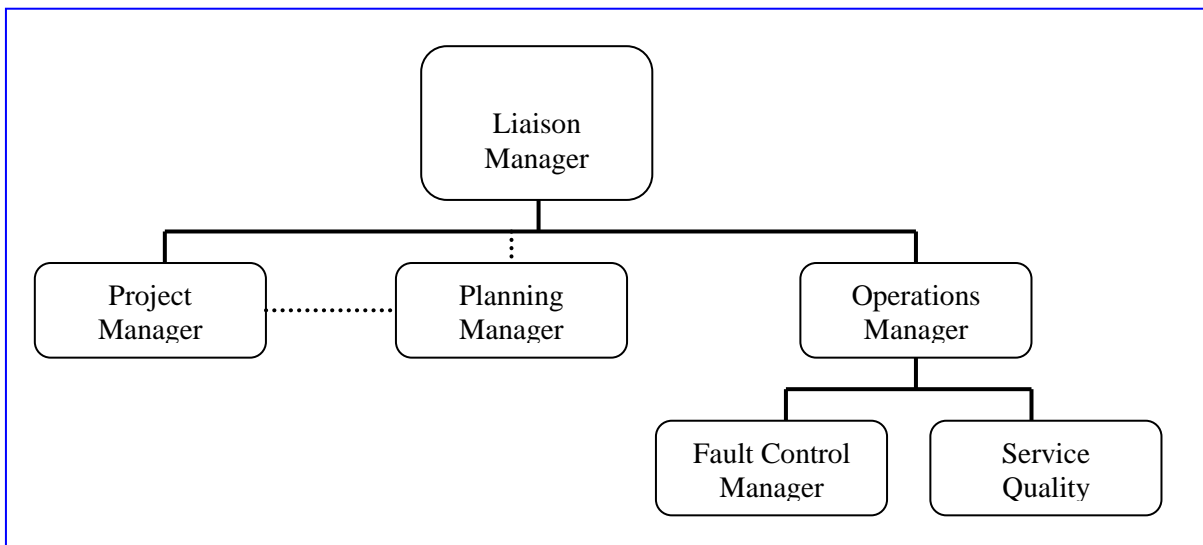 Liaison
Manager
Project
Manager
Planning
Manager
Operations
Manager
Fault Control
Manager
Service
Quality